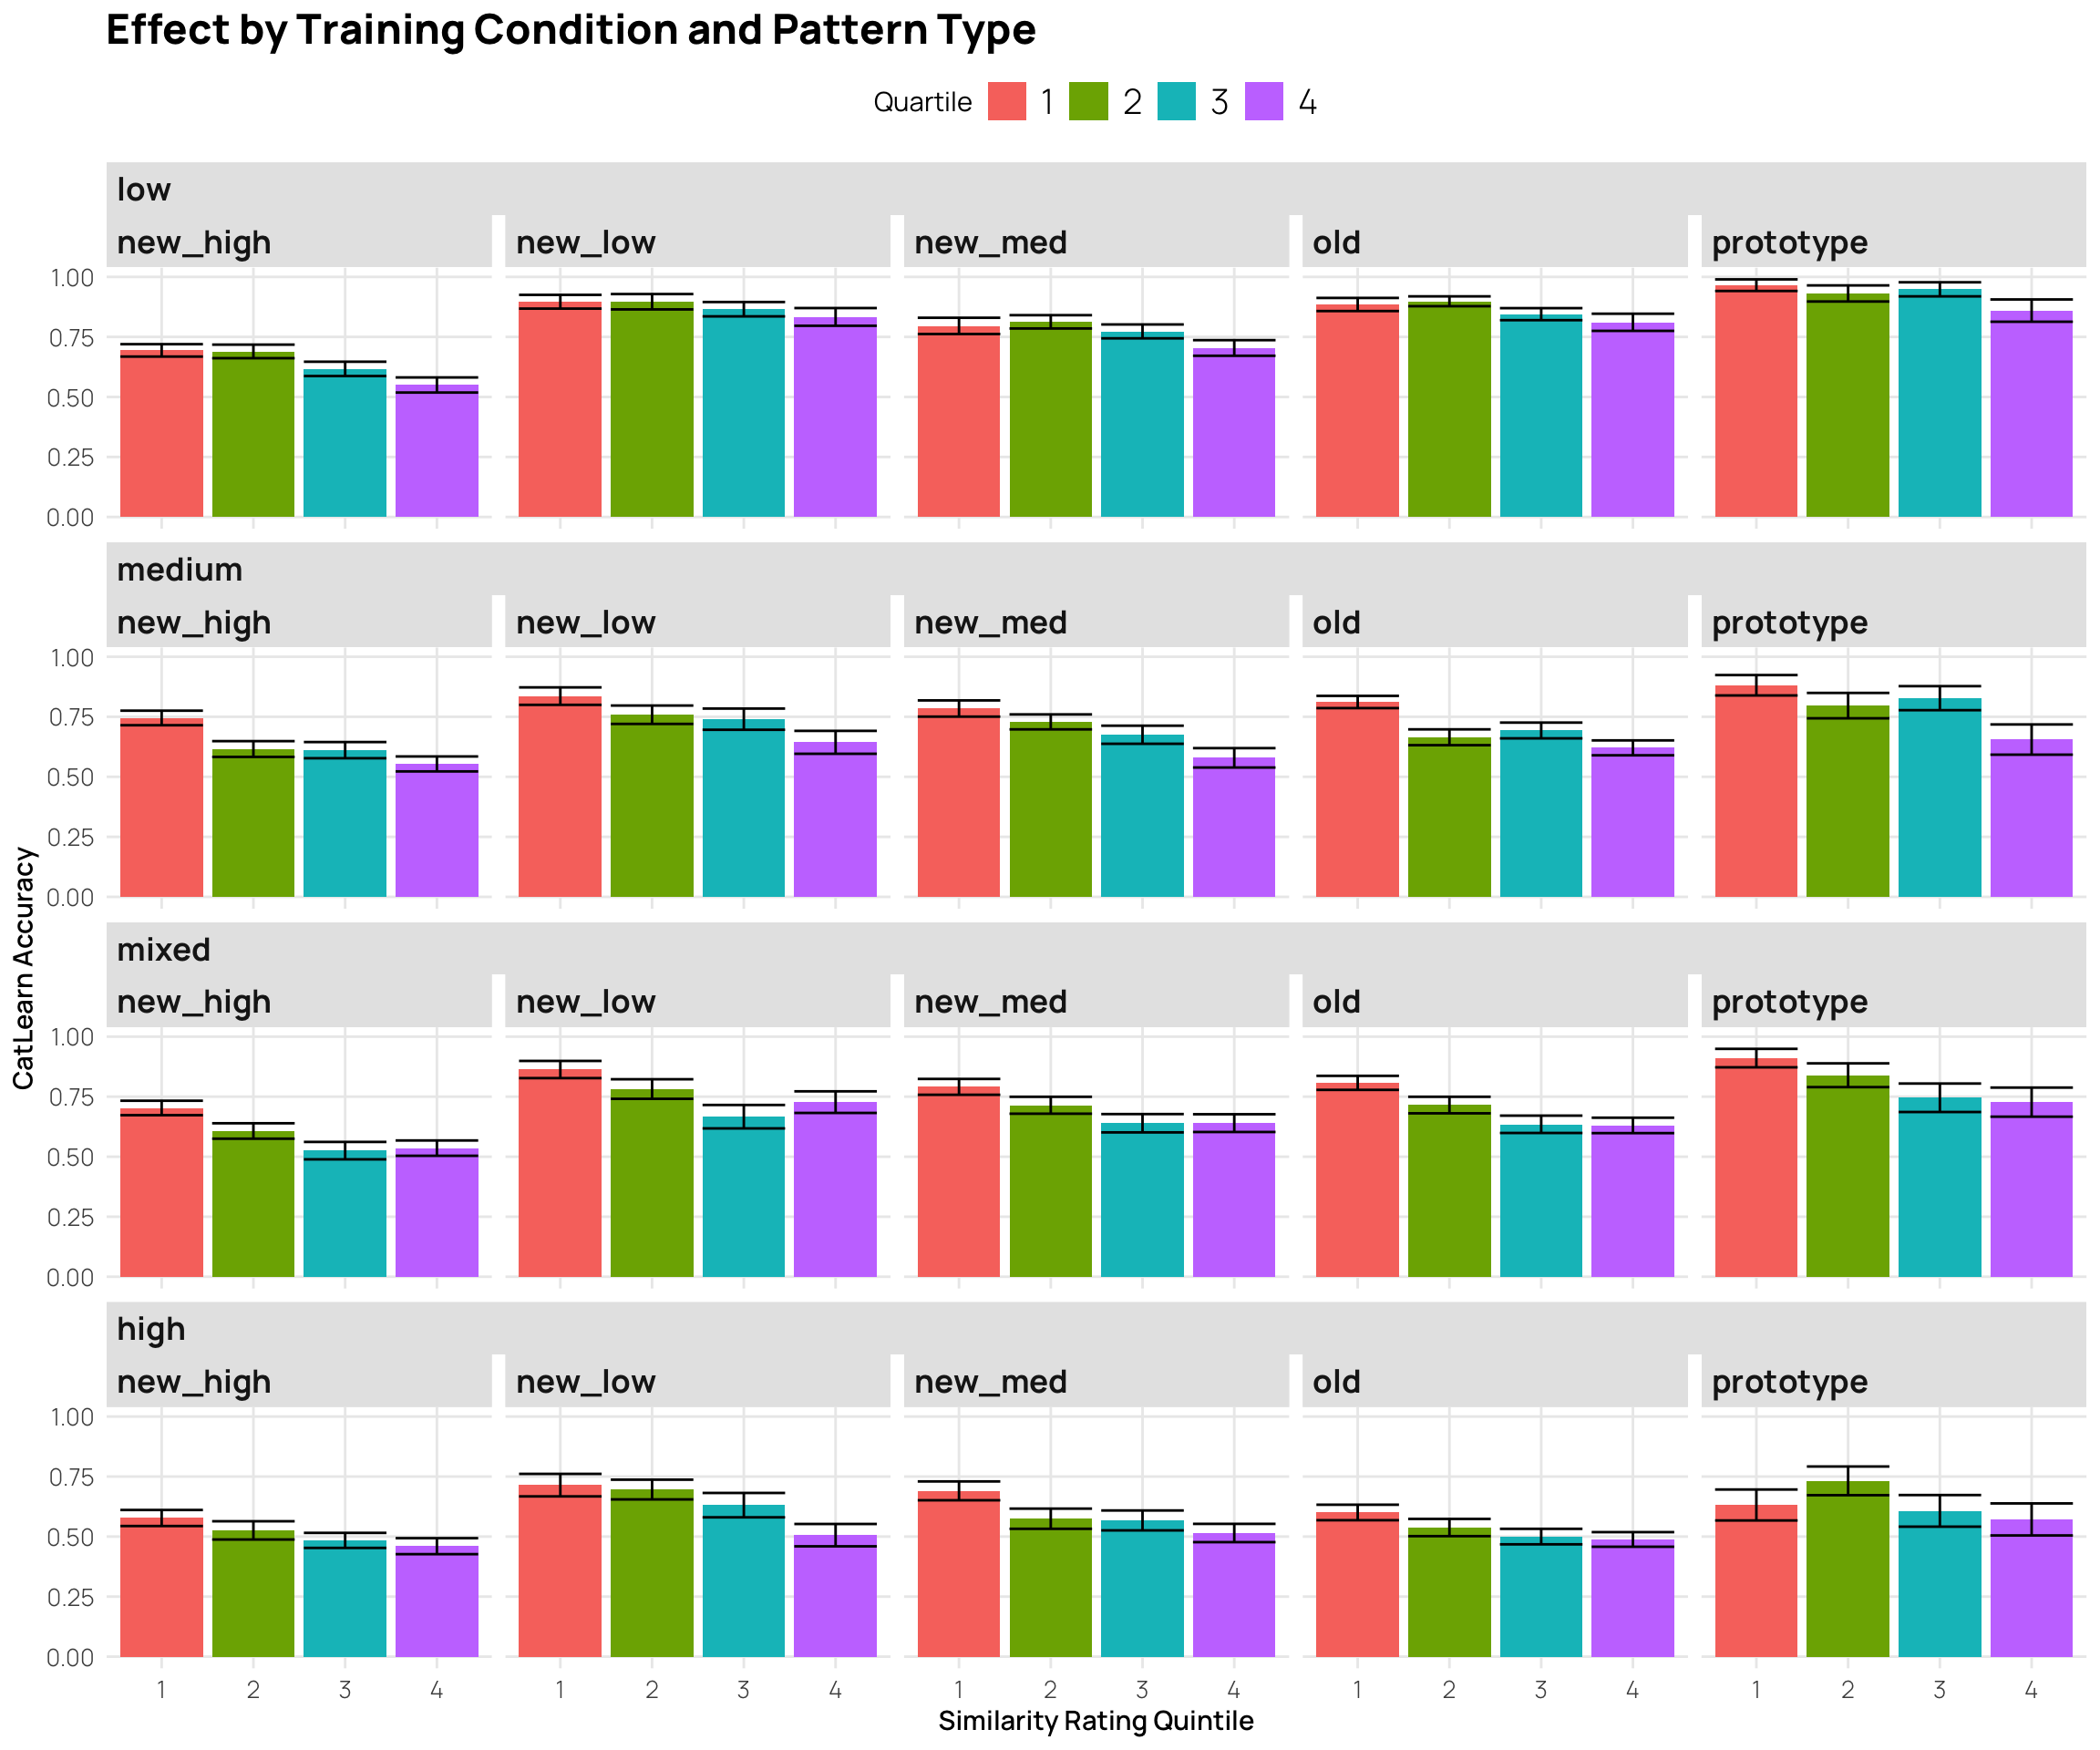 Effect by Training Condition and Pattern Type
Quartile 1 2 3 4
low
new_high new_low new_med old prototype
1.00
0.75
0.50
0.25
0.00
medium
new_high new_low new_med old prototype
1.00
0.75
0.50
0.25
0.00
CatLearn Accuracy
mixed
new_high new_low new_med old prototype
1.00
0.75
0.50
0.25
0.00
high
new_high new_low new_med old prototype
1.00
0.75
0.50
0.25
0.00
1 2 3 4 1 2 3 4 1 2 3 4 1 2 3 4 1 2 3 4
Similarity Rating Quintile